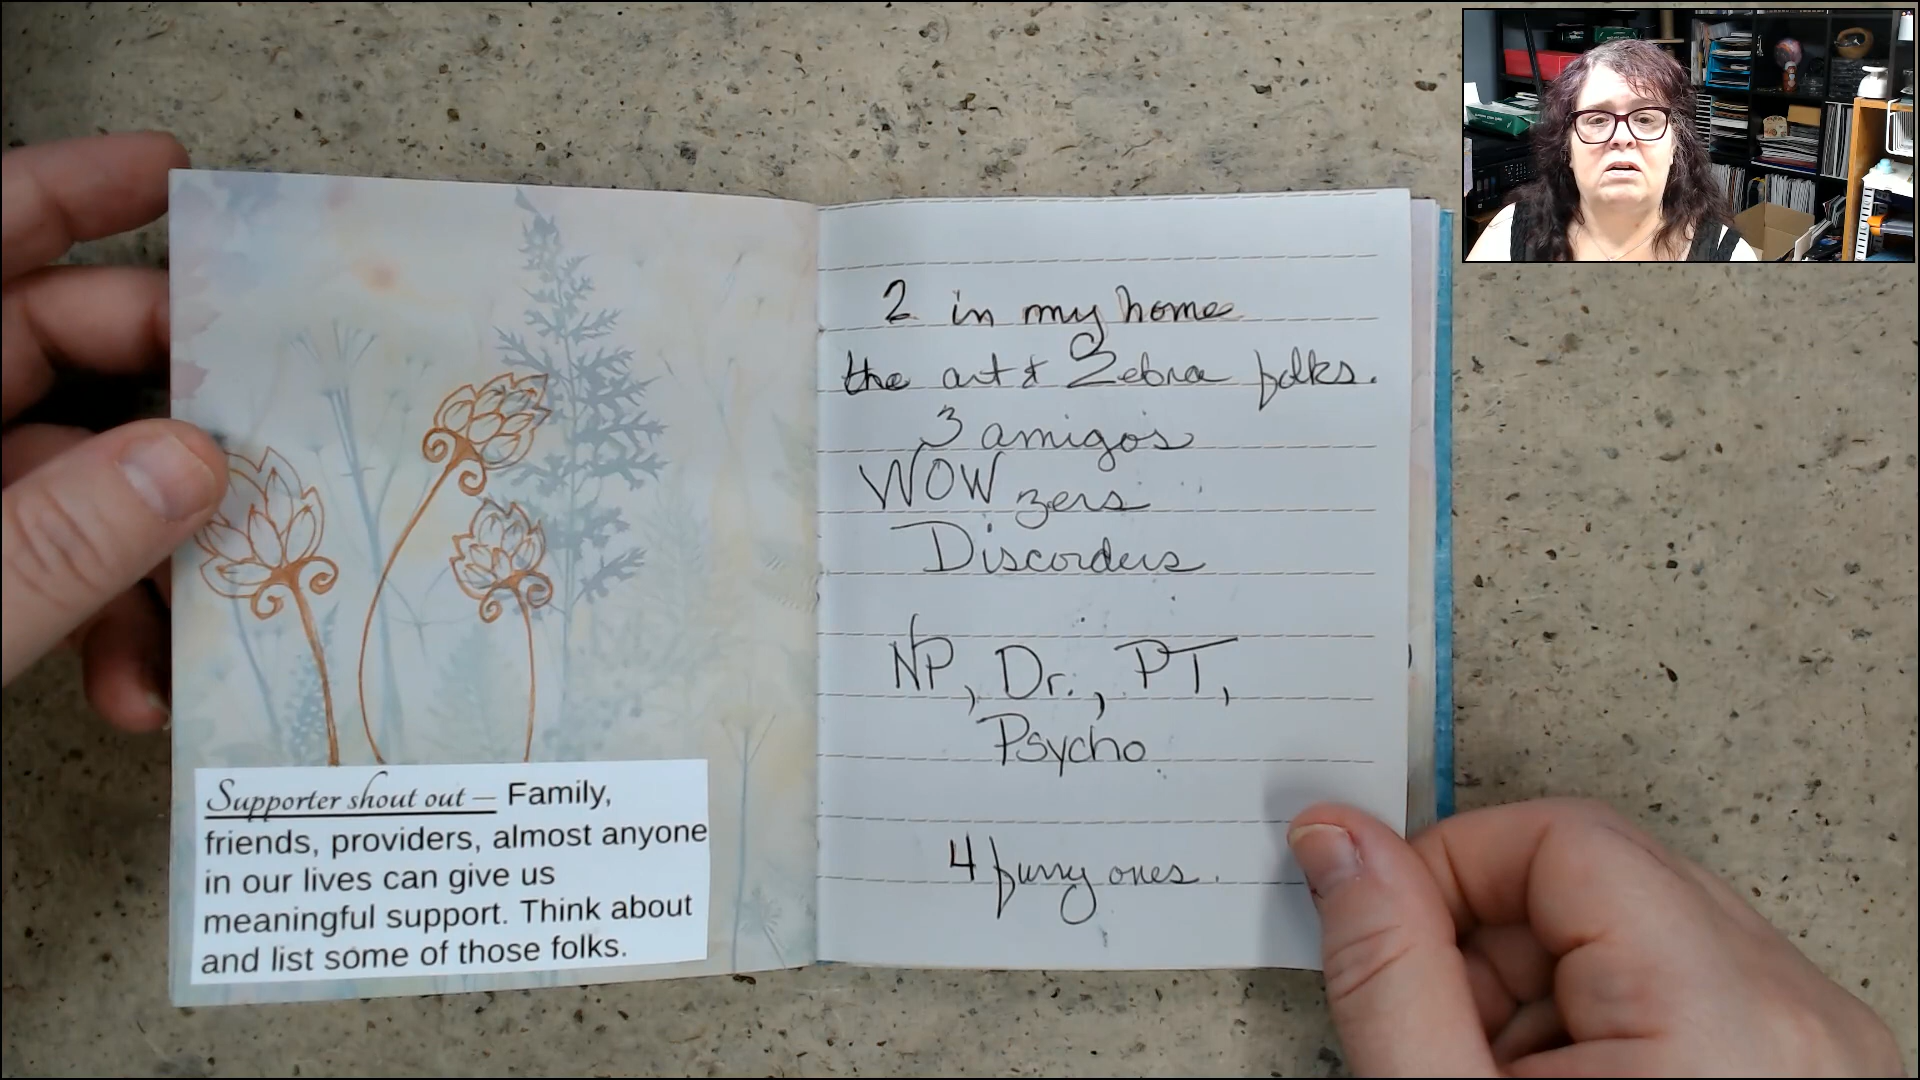 Supporter shout out — Family,
friends, providers, almost anyone
in our lives can give us
meaningful support. Think about
and list some of those folks.
2 in my home
the art & Zebra folks.
3 amigos
WOW zers
Discorders
NP, Dr., PT,
Psycho
4 furry ones.